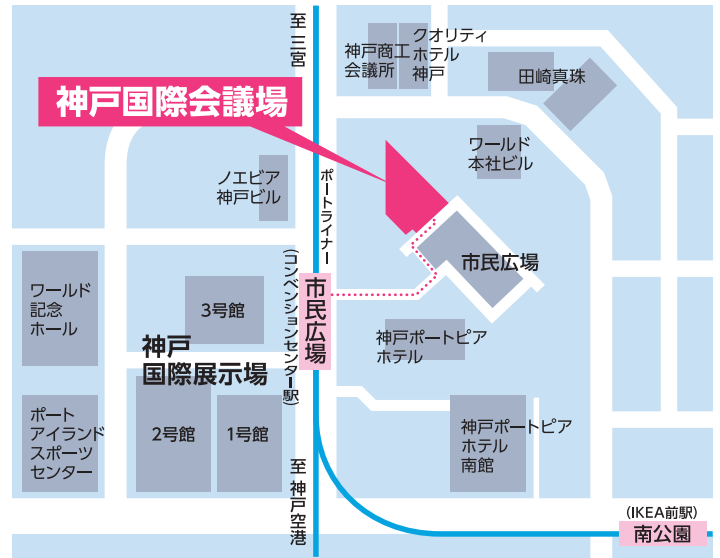 至 三宮
神戸商工
会議所
クオリティ
ホテル
神戸
田崎真珠
神戸国際会議場
ワールド
本社ビル
ノエビア
神戸ビル
ポートライナー
市民広場
(コンベンションセンター駅)
市民広場
ワールド
記念
ホール
3号館
神戸
国際展示場
神戸ポートピア
ホテル
ポート
アイランド
スポーツ
センター
2号館
1号館
神戸ポートピア
ホテル
南館
至 神戸空港
(IKEA前駅)
南公園